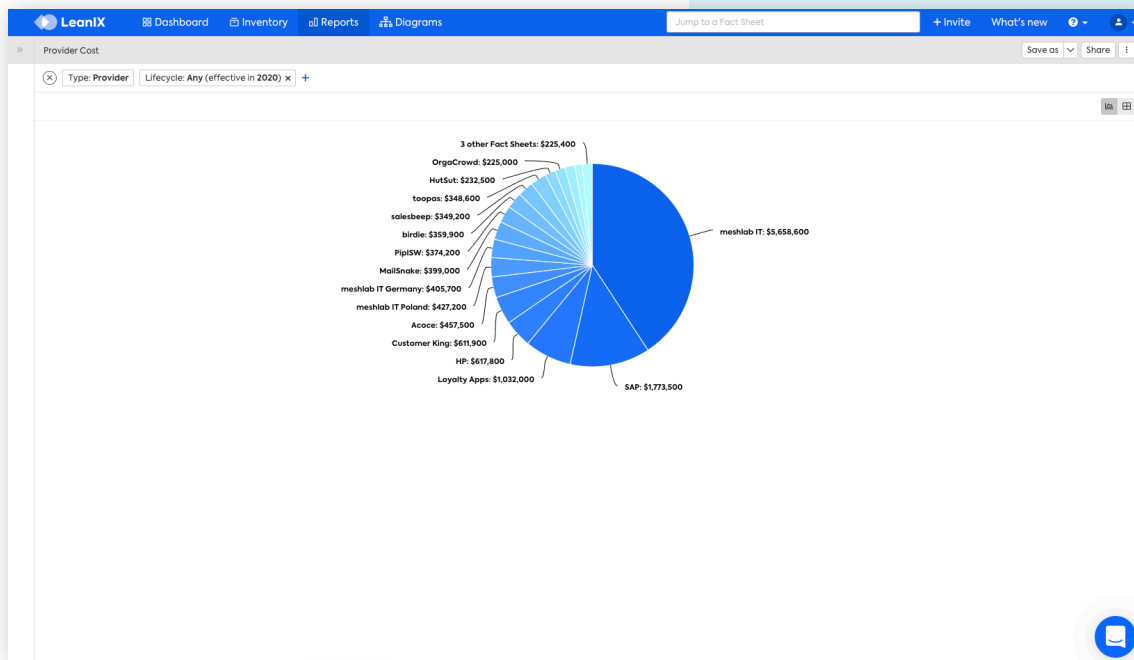 LeanIX Dashboard Inventory Reports Diagrams Jump to a Fact Sheet + Invite What's new
Provider Cost Save as Share
Type: Provider Lifecycle: Any (effective in 2020) × +
3 other Fact Sheets: $225,400
OrgaCrowd: $225,000
HutSut: $232,500
toopas: $348,600
salesbeep: $349,200
birdie: $359,900
PiplSW: $374,200
MailSnake: $399,000
meshlab IT Germany: $405,700
meshlab IT Poland: $427,200
Acoce: $457,500
Customer King: $611,900
HP: $617,800
Loyalty Apps: $1,032,000
SAP: $1,773,500
meshlab IT: $5,658,600